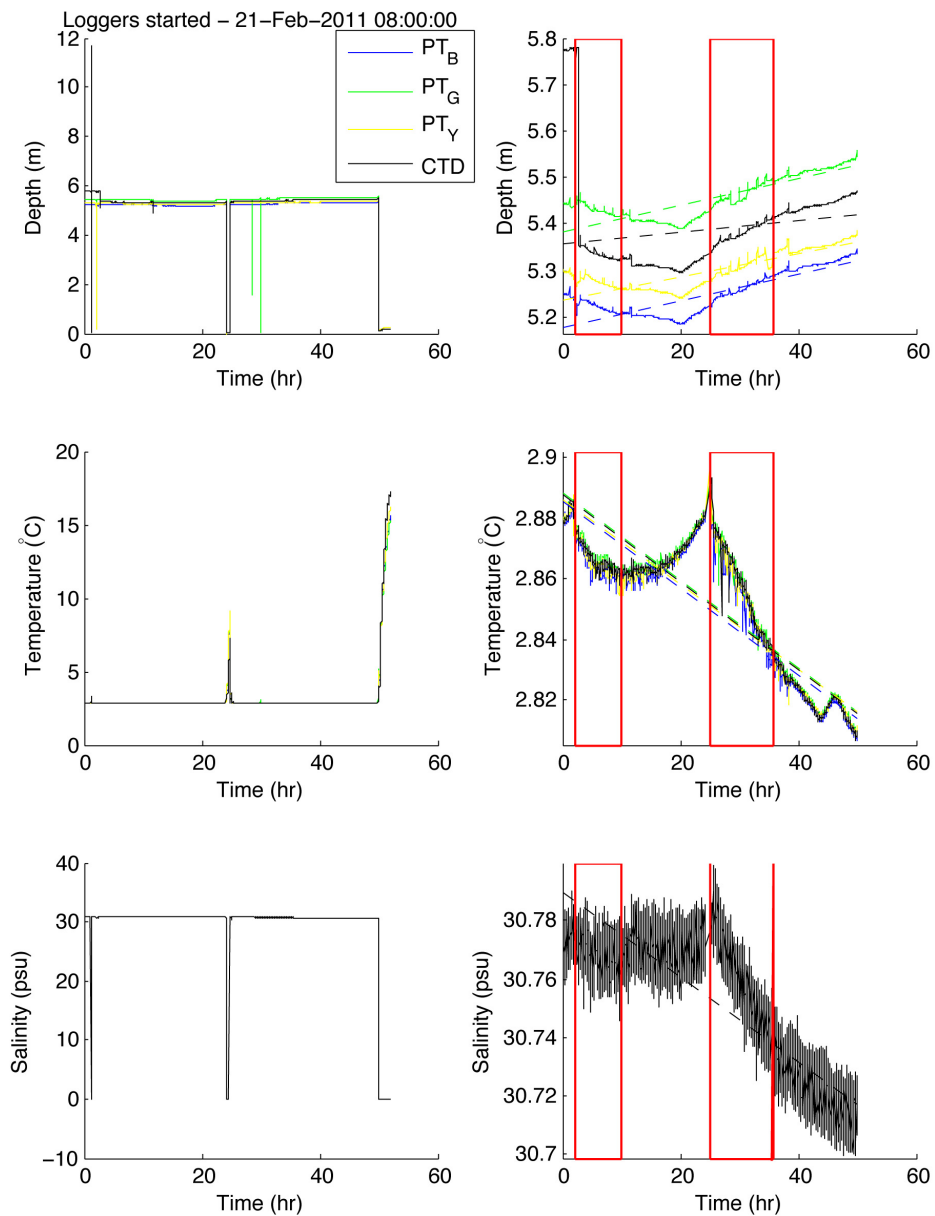 Loggers started − 21−Feb−2011 08:00:00
12
10
8
6
4
2
0
Depth (m)
0 20 40 60
Time (hr)
PT_B
PT_G
PT_Y
CTD
5.8
5.7
5.6
5.5
5.4
5.3
5.2
Depth (m)
0 20 40 60
Time (hr)
20
15
10
5
0
Temperature (°C)
0 20 40 60
Time (hr)
2.9
2.88
2.86
2.84
2.82
Temperature (°C)
0 20 40 60
Time (hr)
40
30
20
10
0
−10
Salinity (psu)
0 20 40 60
Time (hr)
30.78
30.76
30.74
30.72
30.7
Salinity (psu)
0 20 40 60
Time (hr)